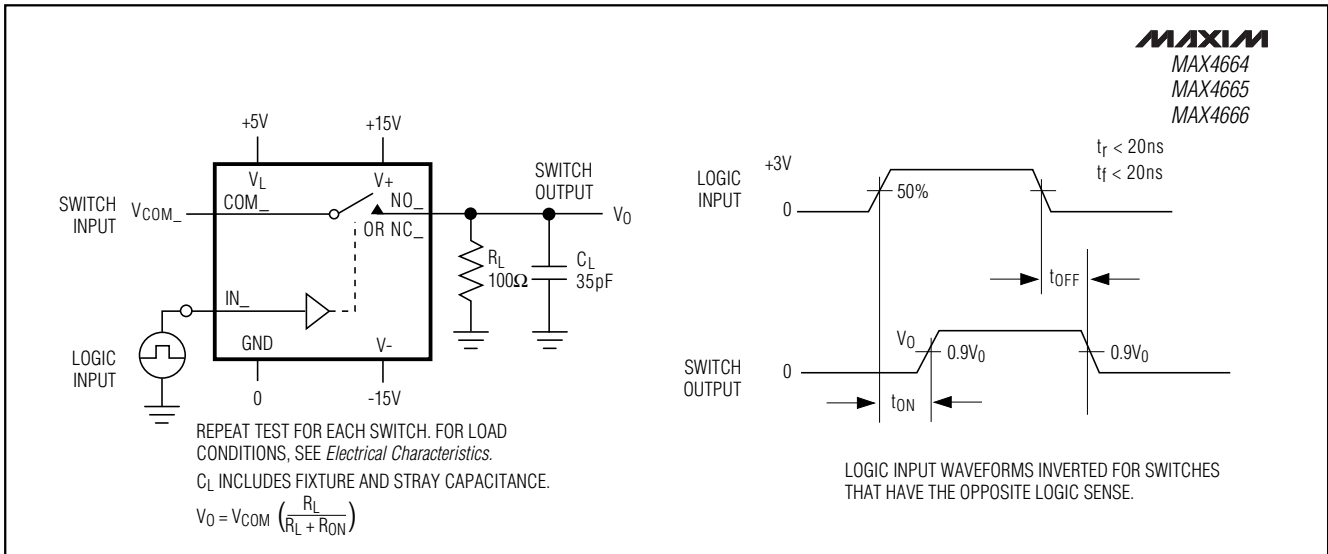 MAXIM
MAX4664
MAX4665
MAX4666
+5V
+15V
VL
V+
SWITCH
INPUT
VCOM_
COM_
NO_
OR NC_
SWITCH
OUTPUT
VO
RL
100Ω
CL
35pF
IN_
LOGIC
INPUT
GND
V-
0
-15V
REPEAT TEST FOR EACH SWITCH. FOR LOAD
CONDITIONS, SEE Electrical Characteristics.
CL INCLUDES FIXTURE AND STRAY CAPACITANCE.
VO = VCOM (RL / RL + RON)
tr < 20ns
tf < 20ns
LOGIC
INPUT
+3V
50%
0
tOFF
VO
0.9V0
0.9V0
SWITCH
OUTPUT
0
tON
LOGIC INPUT WAVEFORMS INVERTED FOR SWITCHES
THAT HAVE THE OPPOSITE LOGIC SENSE.